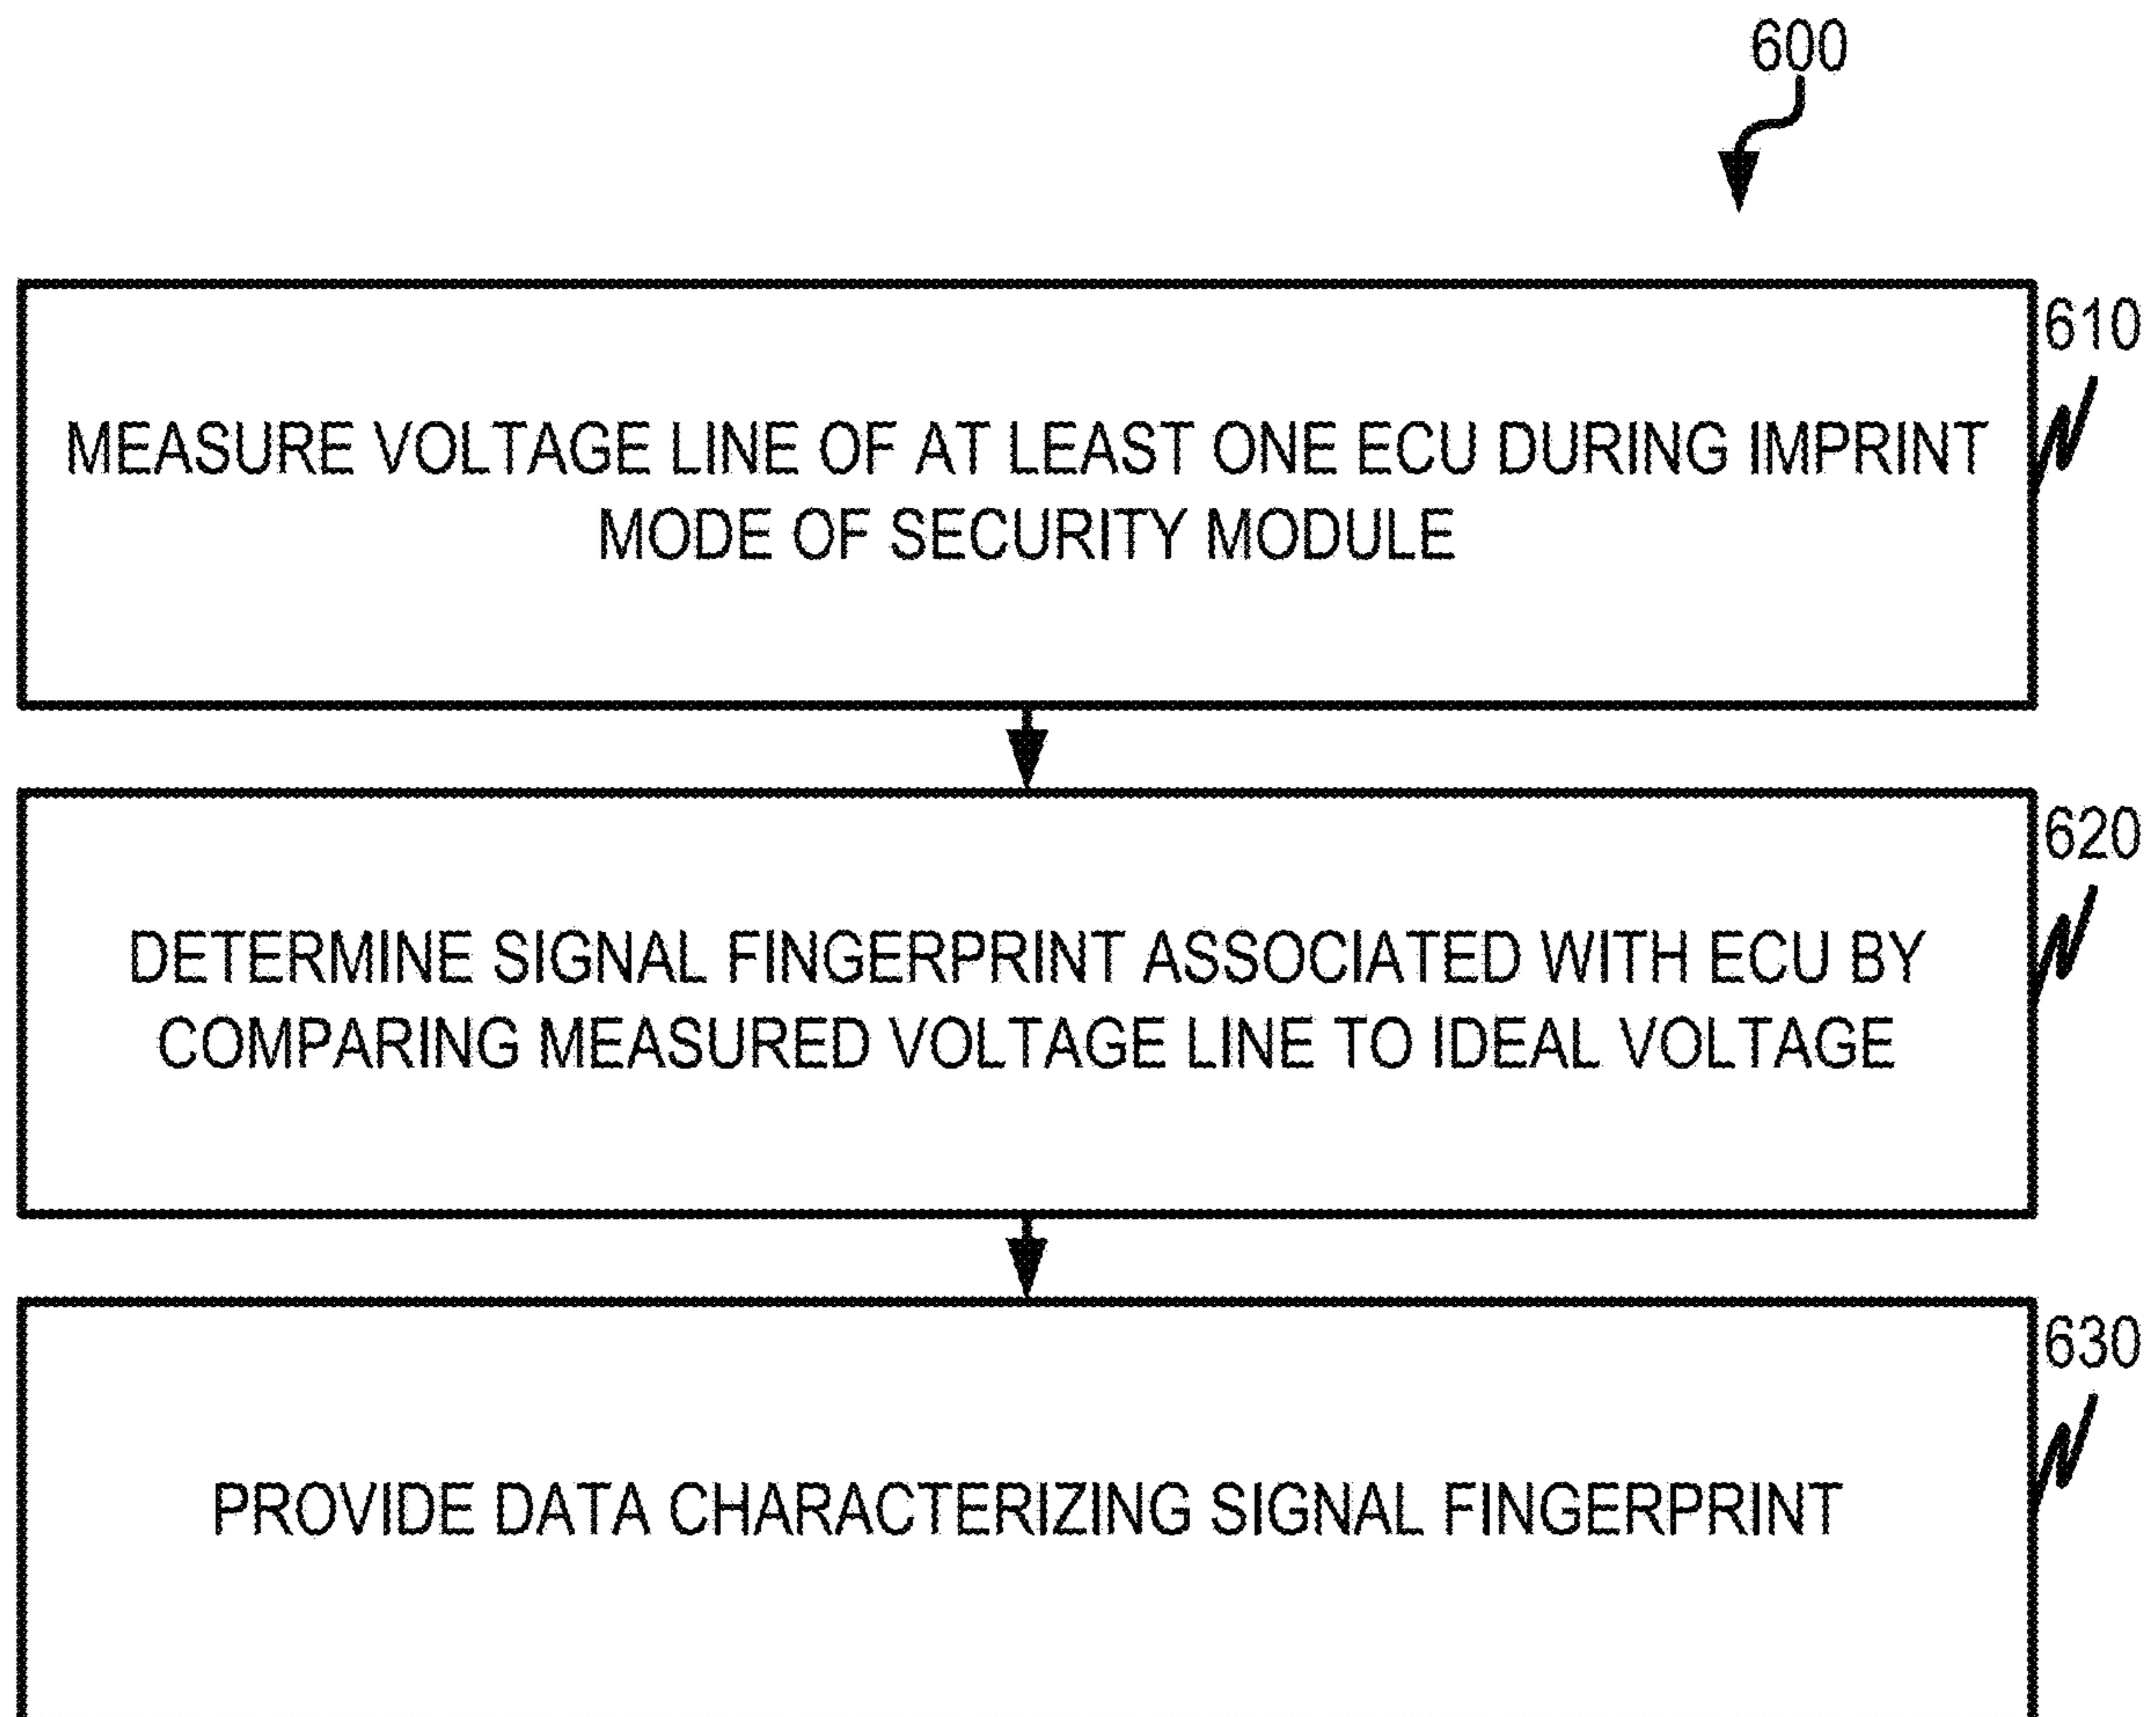 600
610
MEASURE VOLTAGE LINE OF AT LEAST ONE ECU DURING IMPRINT
MODE OF SECURITY MODULE
620
DETERMINE SIGNAL FINGERPRINT ASSOCIATED WITH ECU BY
COMPARING MEASURED VOLTAGE LINE TO IDEAL VOLTAGE
630
PROVIDE DATA CHARACTERIZING SIGNAL FINGERPRINT